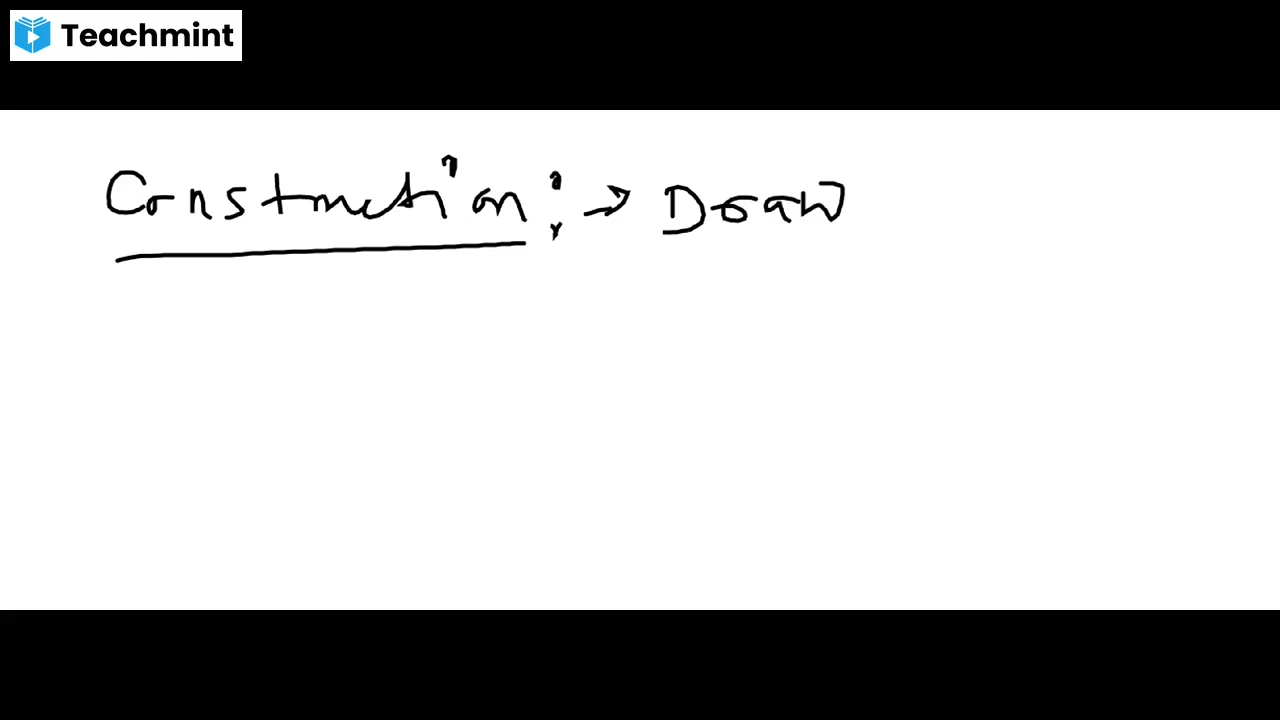 Teachmint
Construction : → Draw